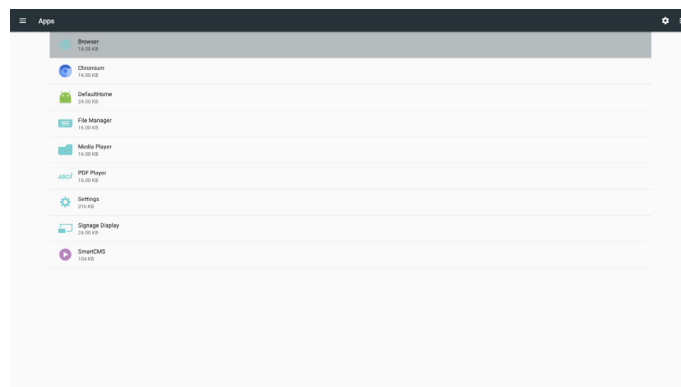 Apps
Browser
16.00 KB
Chromium
16.00 KB
DefaultHome
24.00 KB
File Manager
16.00 KB
Media Player
16.00 KB
ABC PDF Player
16.00 KB
Settings
316 KB
Signage Display
24.00 KB
SmartCMS
104 KB